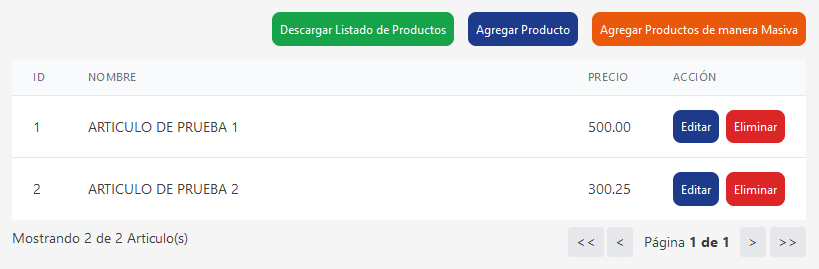 Descargar Listado de Productos Agregar Producto Agregar Productos de manera Masiva
ID NOMBRE PRECIO ACCIÓN
1 ARTICULO DE PRUEBA 1 500.00 Editar Eliminar
2 ARTICULO DE PRUEBA 2 300.25 Editar Eliminar
Mostrando 2 de 2 Articulo(s) << < Página 1 de 1 > >>